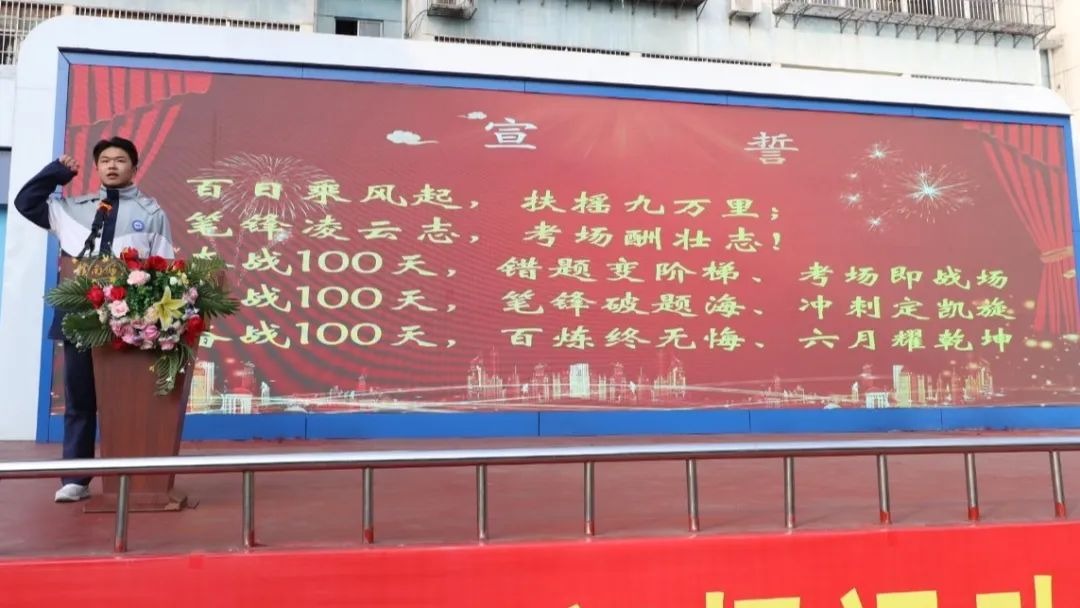 宣 誓
百日乘风起，扶摇九万里；
笔锋凌云志，考场酬壮志！
备战100天，错题变阶梯、考场即战场
战100天，笔锋破题海、冲刺定凯旋
备战100天，百炼终无悔、六月耀乾坤